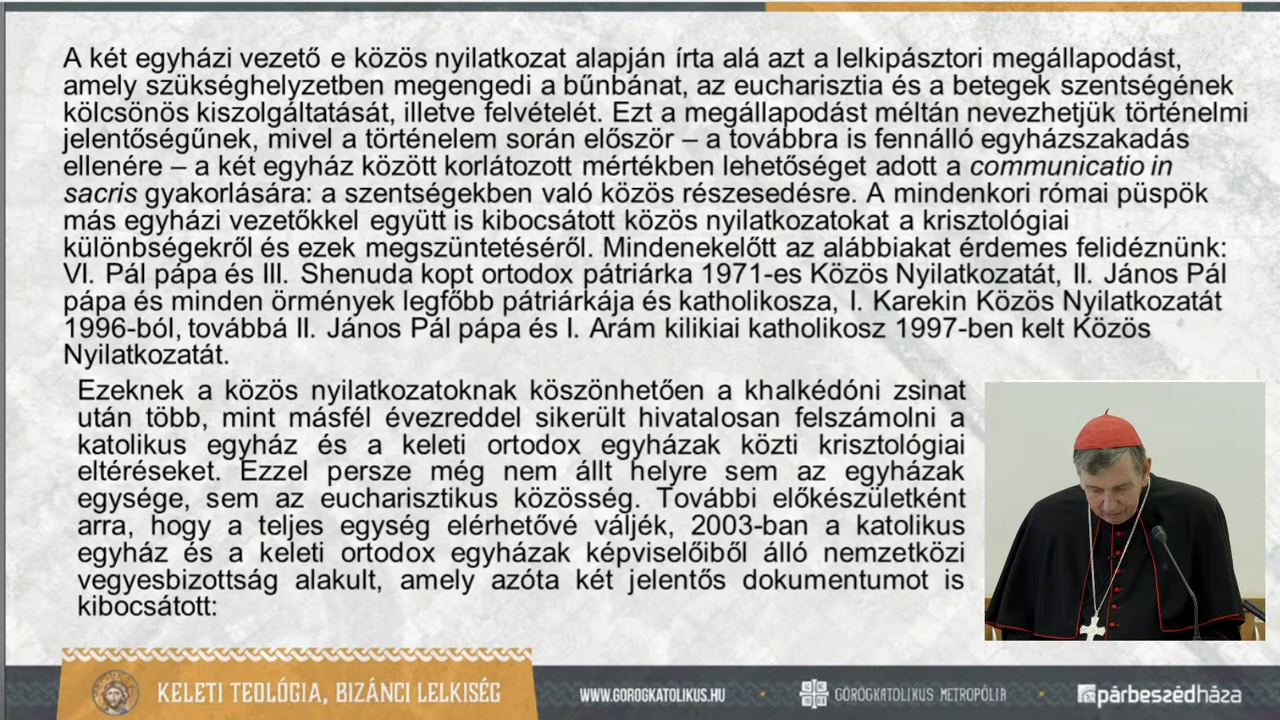 A két egyházi vezető e közös nyilatkozat alapján írta alá azt a lelkipásztori megállapodást,
amely szükséghelyzetben megengedi a bűnbánat, az eucharisztia és a betegek szentségének
kölcsönös kiszolgáltatását, illetve felvételét. Ezt a megállapodást méltán nevezhetjük történelmi
jelentőségűnek, mivel a történelem során először – a továbbra is fennálló egyházszakadás
ellenére – a két egyház között korlátozott mértékben lehetőséget adott a communicatio in
sacris gyakorlására: a szentségekben való közös részesedésre. A mindenkori római püspök
más egyházi vezetőkkel együtt is kibocsátott közös nyilatkozatokat a krisztológiai
különbségekről és ezek megszüntetéséről. Mindenekelőtt az alábbiakat érdemes felidéznünk:
VI. Pál pápa és III. Shenuda kopt ortodox pátriárka 1971-es Közös Nyilatkozatát, II. János Pál
pápa és minden örmények legfőbb pátriárkája és katholikosza, I. Karekin Közös Nyilatkozatát
1996-ból, továbbá II. János Pál pápa és I. Arám kilikiai katholikosz 1997-ben kelt Közös
Nyilatkozatát.
Ezeknek a közös nyilatkozatoknak köszönhetően a khalkédóni zsinat
után több, mint másfél évezreddel sikerült hivatalosan felszámolni a
katolikus egyház és a keleti ortodox egyházak közti krisztológiai
eltéréseket. Ezzel persze még nem állt helyre sem az egyházak
egysége, sem az eucharisztikus közösség. További előkészületként
arra, hogy a teljes egység elérhetővé váljék, 2003-ban a katolikus
egyház és a keleti ortodox egyházak képviselőiből álló nemzetközi
vegyesbizottság alakult, amely azóta két jelentős dokumentumot is
kibocsátott:
KELETI TEOLÓGIA, BIZÁNCI LELKISÉG
WWW.GOROGKATOLIKUS.HU
GÖRÖGKATOLIKUS METROPÓLIA
párbeszédháza